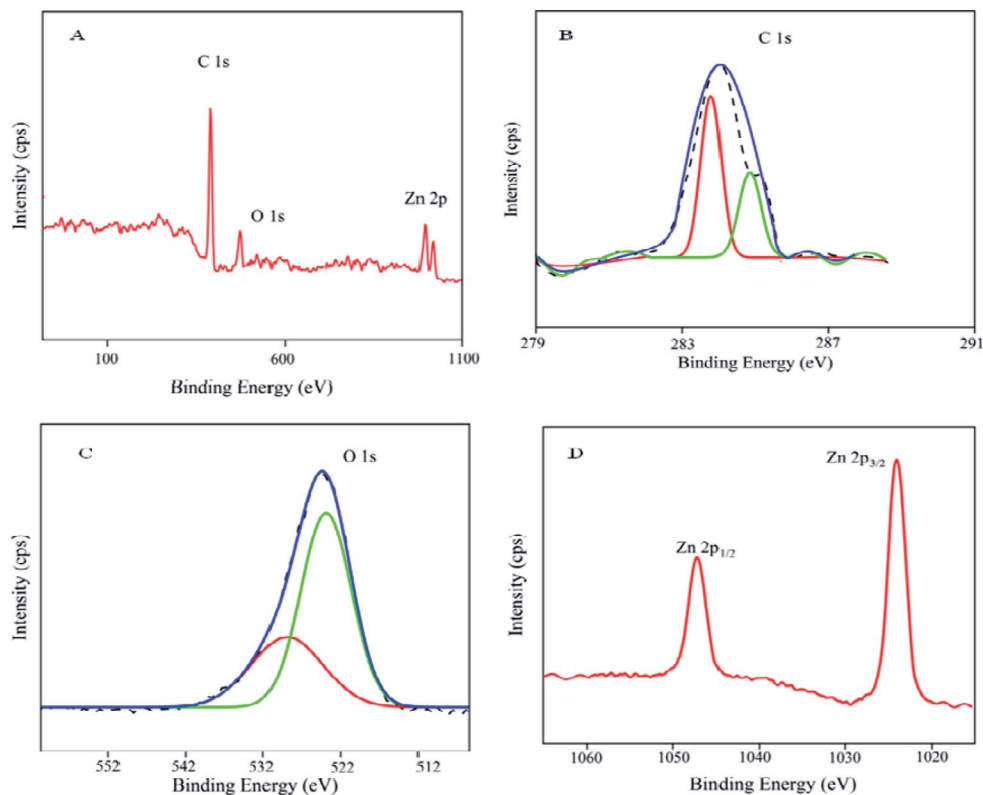 A
C 1s
O 1s
Zn 2p
Intensity (cps)
100 600 1100
Binding Energy (eV)
B
C 1s
Intensity (cps)
279 283 287 291
Binding Energy (eV)
C
O 1s
Intensity (cps)
552 542 532 522 512
Binding Energy (eV)
D
Zn 2p3/2
Zn 2p1/2
Intensity (cps)
1060 1050 1040 1030 1020
Binding Energy (eV)